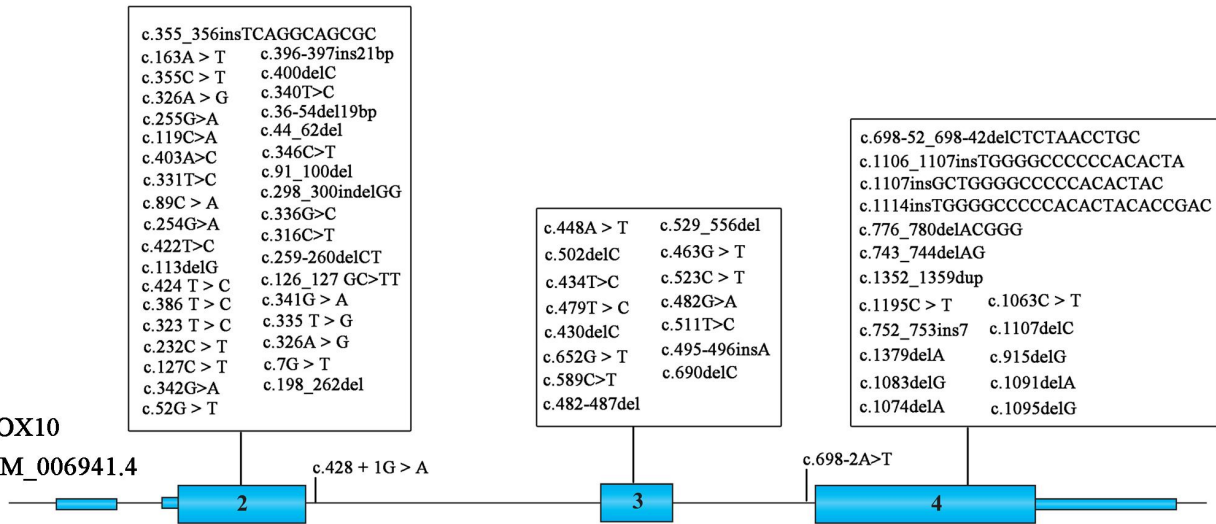 c.355_356insTCAGGCAGCGC
c.163A > T
c.355C > T
c.326A > G
c.255G>A
c.119C>A
c.403A>C
c.331T>C
c.89C > A
c.254G>A
c.422T>C
c.113delG
c.424 T > C
c.386 T > C
c.323 T > C
c.232C > T
c.127C > T
c.342G>A
c.52G > T
c.396-397ins21bp
c.400delC
c.340T>C
c.36-54del19bp
c.44_62del
c.346C>T
c.91_100del
c.298_300indelGG
c.336G>C
c.316C>T
c.259-260delCT
c.126_127 GC>TT
c.341G > A
c.335 T > G
c.326A > G
c.7G > T
c.198_262del
c.448A > T
c.502delC
c.434T>C
c.479T > C
c.430delC
c.652G > T
c.589C>T
c.482-487del
c.529_556del
c.463G > T
c.523C > T
c.482G>A
c.511T>C
c.495-496insA
c.690delC
c.698-52_698-42delCTCTAACCTGC
c.1106_1107insTGGGGCCCCCCACACTA
c.1107insGCTGGGGCCCCCACACTAC
c.1114insTGGGGCCCCCACACTACACCGAC
c.776_780delACGGG
c.743_744delAG
c.1352_1359dup
c.1195C > T
c.752_753ins7
c.1379delA
c.1083delG
c.1074delA
c.1063C > T
c.1107delC
c.915delG
c.1091delA
c.1095delG
OX10
M_006941.4
c.428 + 1G > A
c.698-2A>T
2
3
4